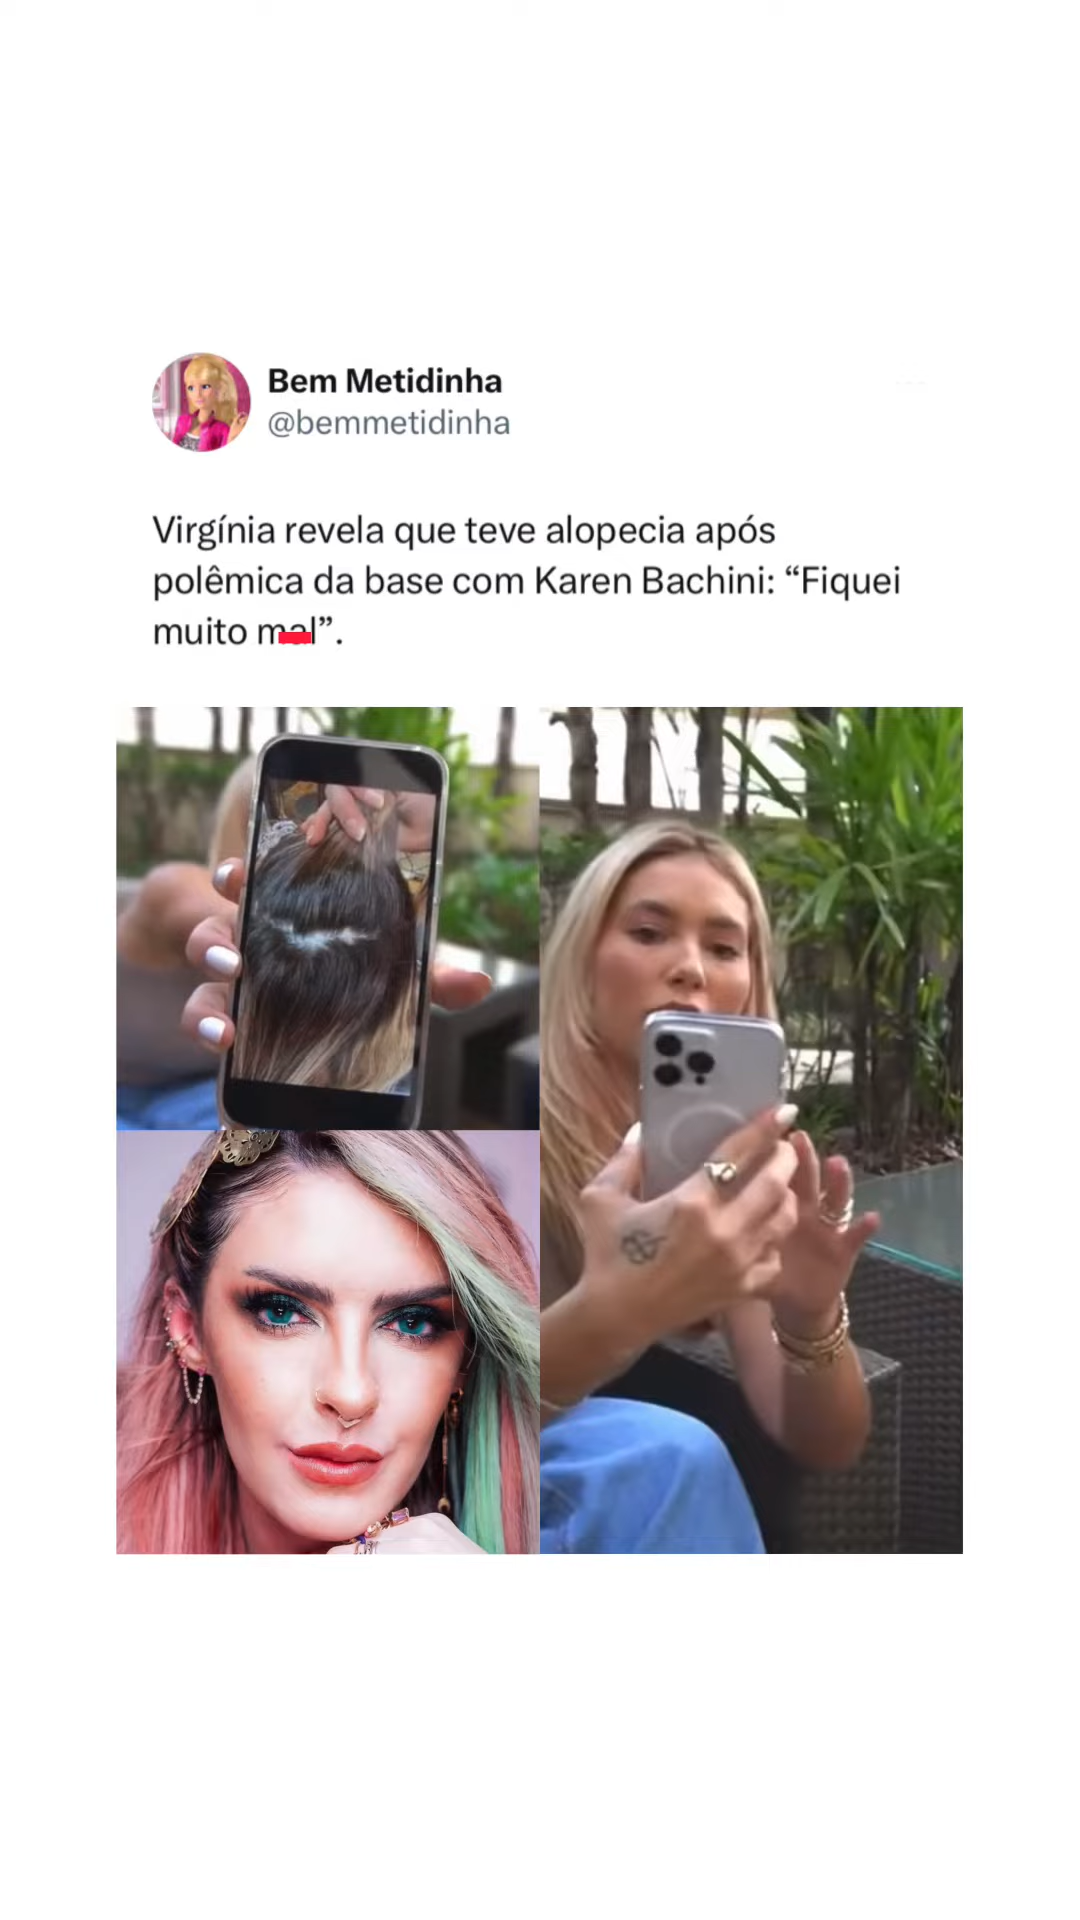 Bem Metidinha
@bemmetidinha
Virgínia revela que teve alopecia após
polêmica da base com Karen Bachini: “Fiquei
muito mal”.